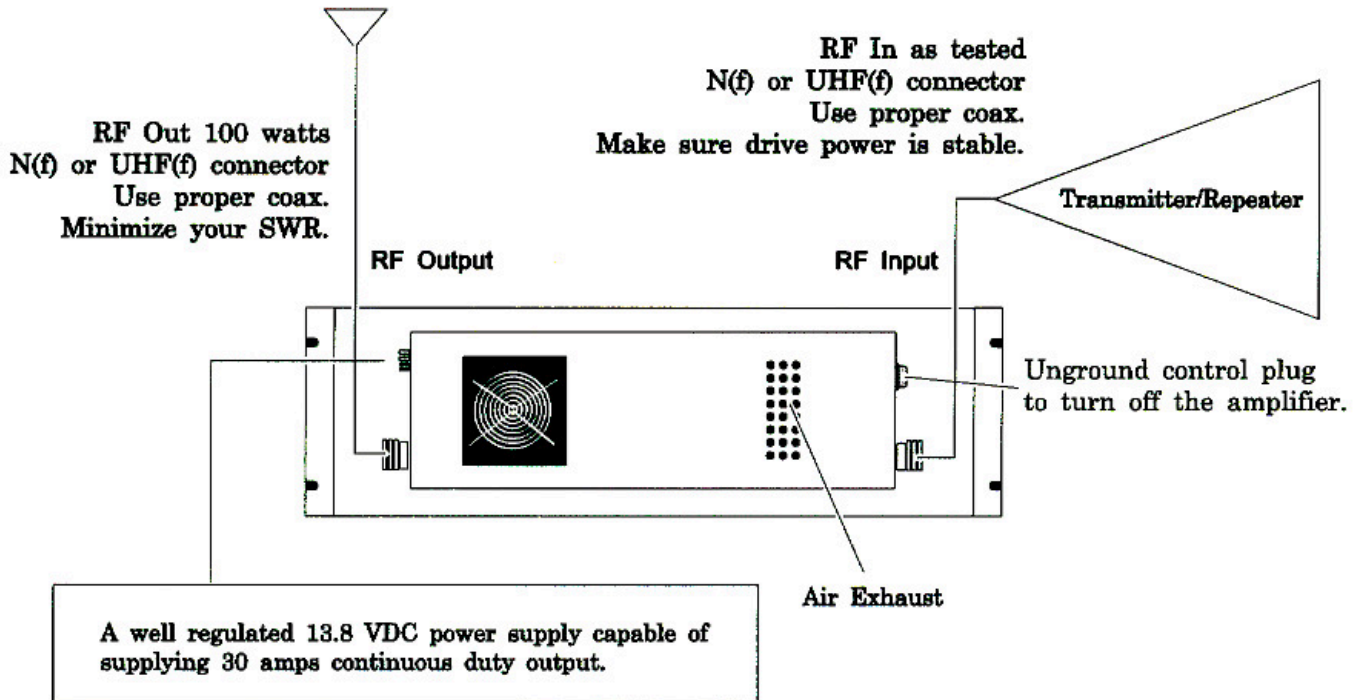 RF In as tested
N(f) or UHF(f) connector
Use proper coax.
Make sure drive power is stable.
RF Out 100 watts
N(f) or UHF(f) connector
Use proper coax.
Minimize your SWR.
Transmitter/Repeater
RF Output
RF Input
Unground control plug
to turn off the amplifier.
Air Exhaust
A well regulated 13.8 VDC power supply capable of
supplying 30 amps continuous duty output.